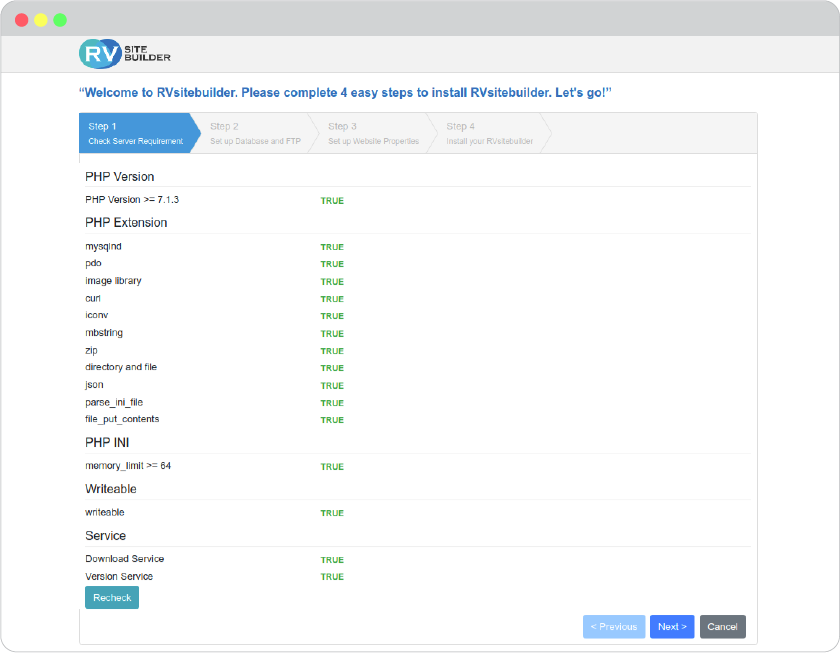 RV SITE
BUILDER
“Welcome to RVsitebuilder. Please complete 4 easy steps to install RVsitebuilder. Let's go!”
Step 1 Step 2 Step 3 Step 4
Check Server Requirement Set up Database and FTP Set up Website Properties Install your RVsitebuilder
PHP Version
PHP Version >= 7.1.3 TRUE
PHP Extension
mysqlnd TRUE
pdo TRUE
image library TRUE
curl TRUE
iconv TRUE
mbstring TRUE
zip TRUE
directory and file TRUE
json TRUE
parse_ini_file TRUE
file_put_contents TRUE
PHP INI
memory_limit >= 64 TRUE
Writeable
writeable TRUE
Service
Download Service TRUE
Version Service TRUE
Recheck
< Previous Next > Cancel